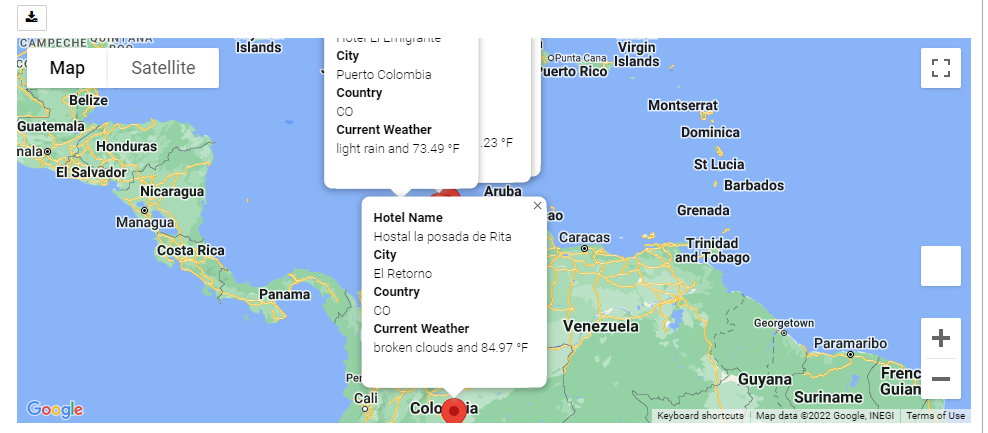 CAMPECHE
Islands
Virgin
Islands
Punta Cana
Puerto Rico
Map
Satellite
Hotel El Emigrante
City
Puerto Colombia
Country
CO
Current Weather
light rain and 73.49 °F
.23 °F
Belize
Guatemala
Honduras
El Salvador
Nicaragua
Managua
Costa Rica
Panama
Montserrat
Dominica
St Lucia
Barbados
Grenada
Aruba
Caracas
Trinidad
and Tobago
Hotel Name
Hostal la posada de Rita
City
El Retorno
Country
CO
Current Weather
broken clouds and 84.97 °F
Venezuela
Georgetown
Paramaribo
Guyana
Suriname
Cali
Google
Keyboard shortcuts
Map data ©2022 Google, INEGI
Terms of Use